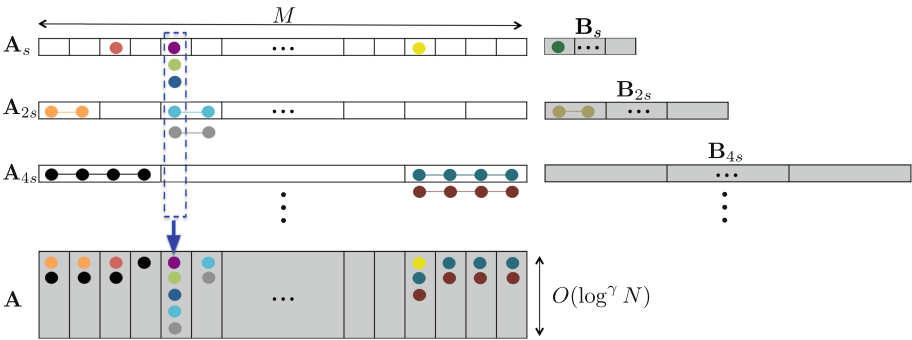 M
A_s ... B_s ...
A_{2s} ... B_{2s} ...
A_{4s} B_{4s} ...
A ... O(log^γ N)